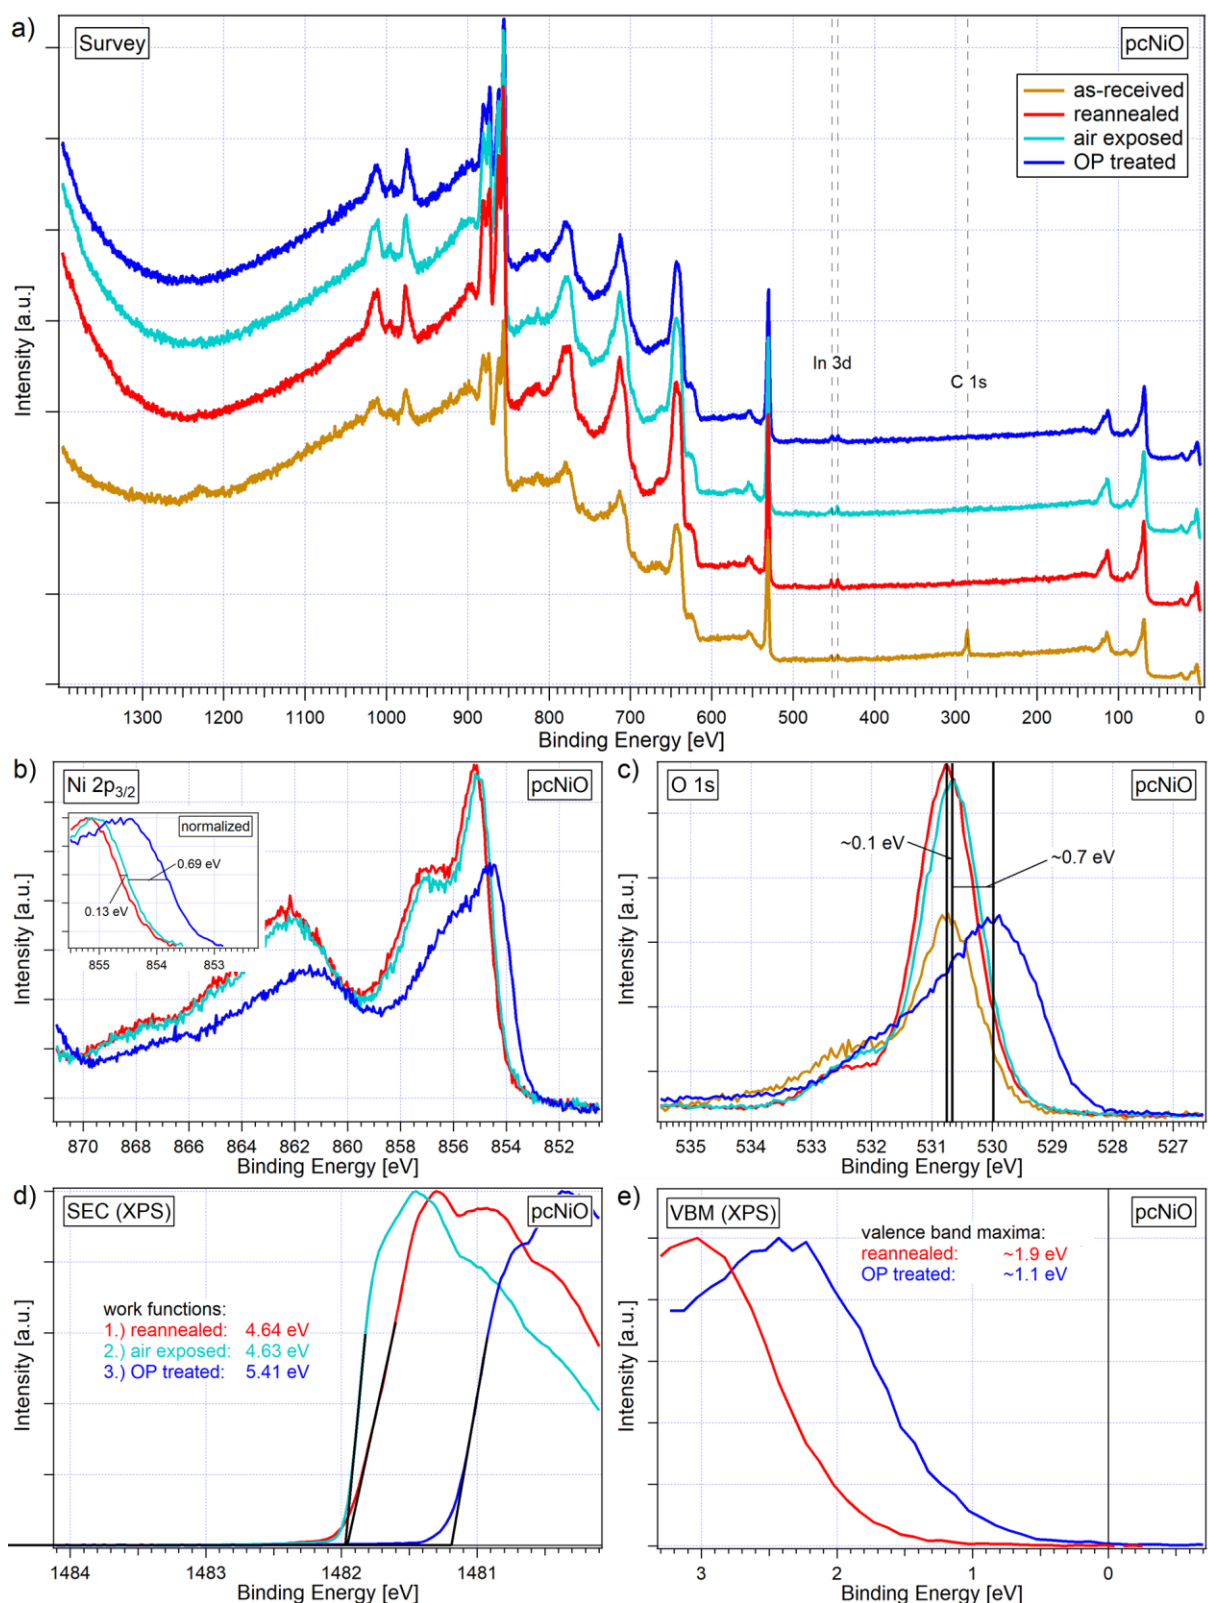 a)
Survey
pcNiO
as-received
reannealed
air exposed
OP treated
In 3d
C 1s
Intensity [a.u.]
1300 1200 1100 1000 900 800 700 600 500 400 300 200 100 0
Binding Energy [eV]
b)
Ni 2p3/2
pcNiO
normalized
0.69 eV
0.13 eV
855 854 853
Intensity [a.u.]
870 868 866 864 862 860 858 856 854 852
Binding Energy [eV]
c)
O 1s
pcNiO
~0.1 eV
~0.7 eV
Intensity [a.u.]
535 534 533 532 531 530 529 528 527
Binding Energy [eV]
d)
SEC (XPS)
pcNiO
work functions:
1.) reannealed: 4.64 eV
2.) air exposed: 4.63 eV
3.) OP treated: 5.41 eV
Intensity [a.u.]
1484 1483 1482 1481
Binding Energy [eV]
e)
VBM (XPS)
pcNiO
valence band maxima:
reannealed: ~1.9 eV
OP treated: ~1.1 eV
Intensity [a.u.]
3 2 1 0
Binding Energy [eV]